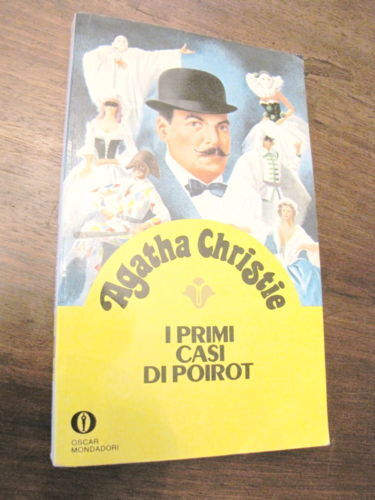 Agatha Christie
I PRIMI
CASI
DI POIROT
OSCAR
MONDADORI